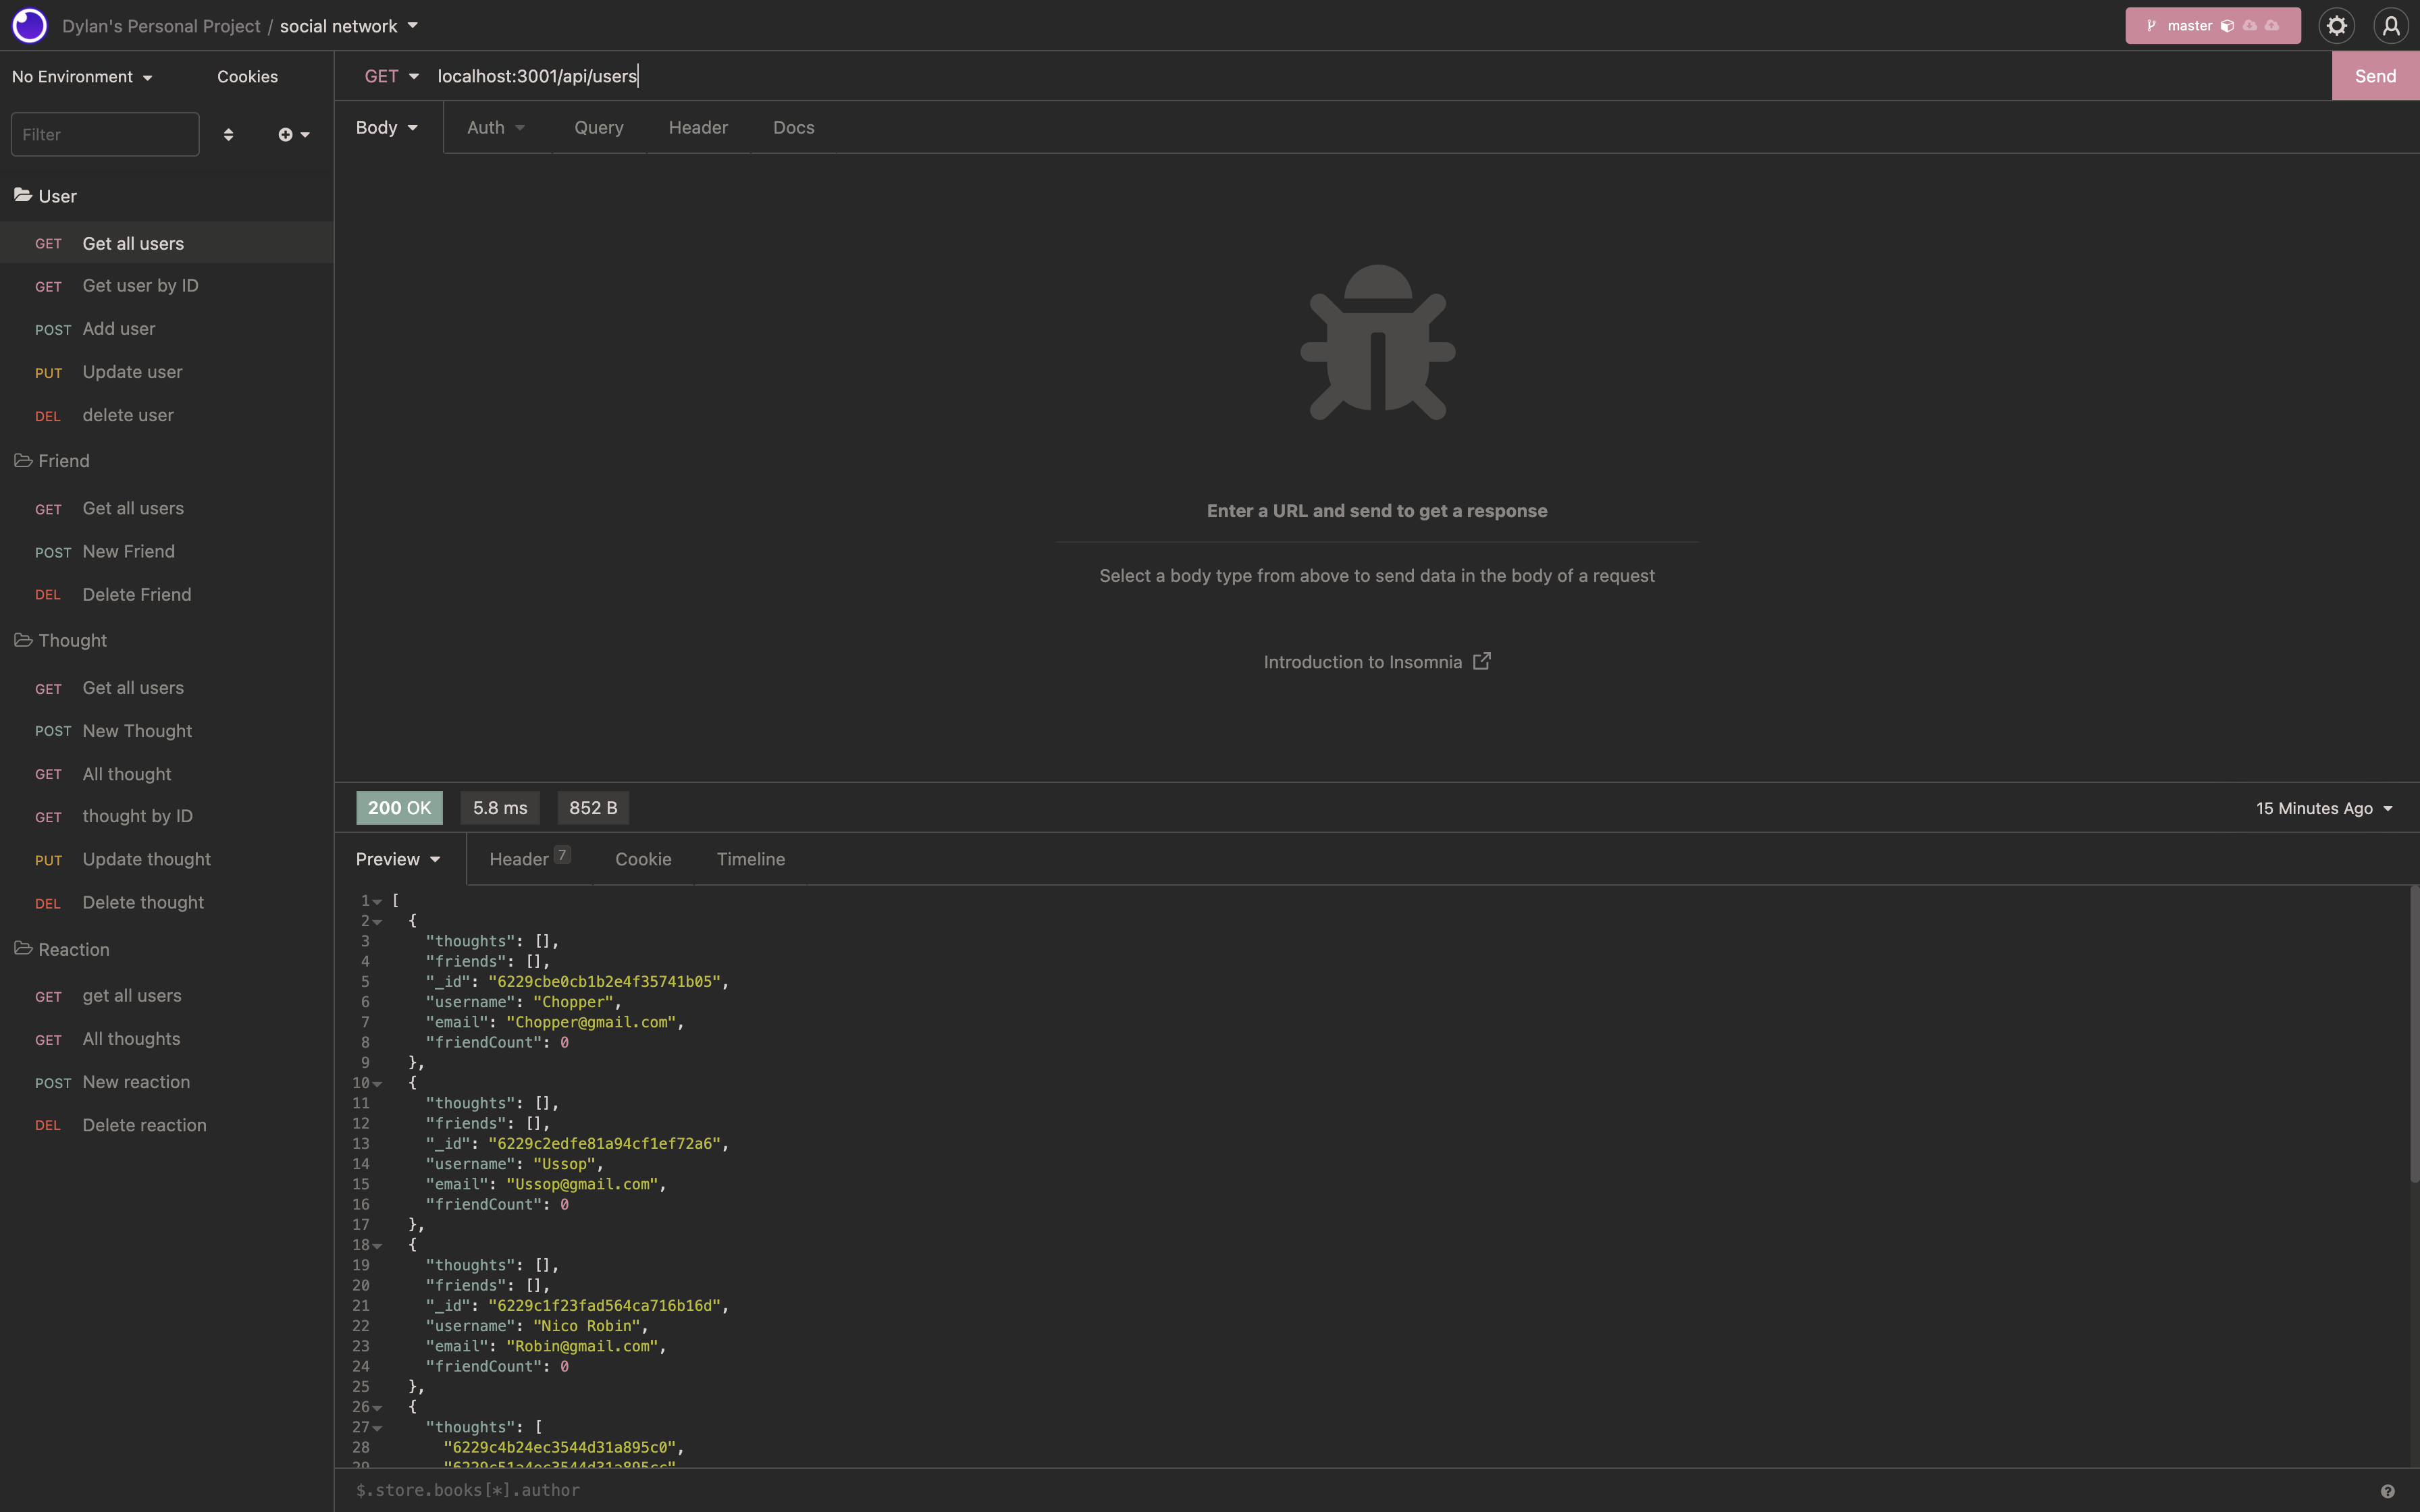 Dylan's Personal Project / social network
master
No Environment
Cookies
GET localhost:3001/api/users
Send
Filter
Body
Auth
Query
Header
Docs
User
GET Get all users
GET Get user by ID
POST Add user
PUT Update user
DEL delete user
Friend
GET Get all users
POST New Friend
DEL Delete Friend
Thought
GET Get all users
POST New Thought
GET All thought
GET thought by ID
PUT Update thought
DEL Delete thought
Reaction
GET get all users
GET All thoughts
POST New reaction
DEL Delete reaction
Enter a URL and send to get a response
Select a body type from above to send data in the body of a request
Introduction to Insomnia
200 OK
5.8 ms
852 B
15 Minutes Ago
Preview
Header 7
Cookie
Timeline
1 [
2 {
3 "thoughts": [],
4 "friends": [],
5 "_id": "6229cbe0cb1b2e4f35741b05",
6 "username": "Chopper",
7 "email": "Chopper@gmail.com",
8 "friendCount": 0
9 },
10 {
11 "thoughts": [],
12 "friends": [],
13 "_id": "6229c2edfe81a94cf1ef72a6",
14 "username": "Ussop",
15 "email": "Ussop@gmail.com",
16 "friendCount": 0
17 },
18 {
19 "thoughts": [],
20 "friends": [],
21 "_id": "6229c1f23fad564ca716b16d",
22 "username": "Nico Robin",
23 "email": "Robin@gmail.com",
24 "friendCount": 0
25 },
26 {
27 "thoughts": [
28 "6229c4b24ec3544d31a895c0",
29
$.store.books[*].author